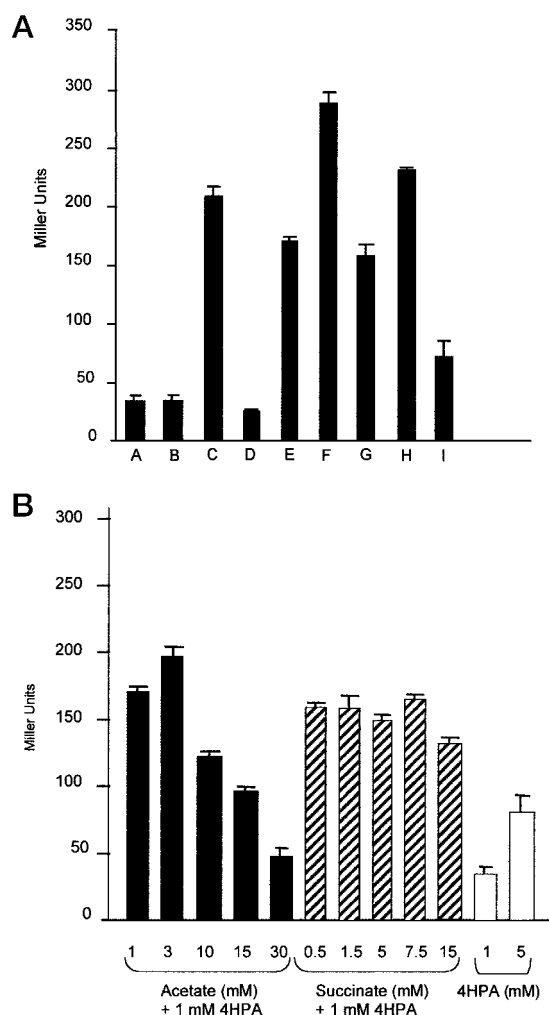 A
350
300
250
200
150
100
50
0
Miller Units
A B C D E F G H I
B
300
250
200
150
100
50
0
Miller Units
1 3 10 15 30 0.5 1.5 5 7.5 15 1 5
Acetate (mM) Succinate (mM) 4HPA (mM)
+ 1 mM 4HPA + 1 mM 4HPA